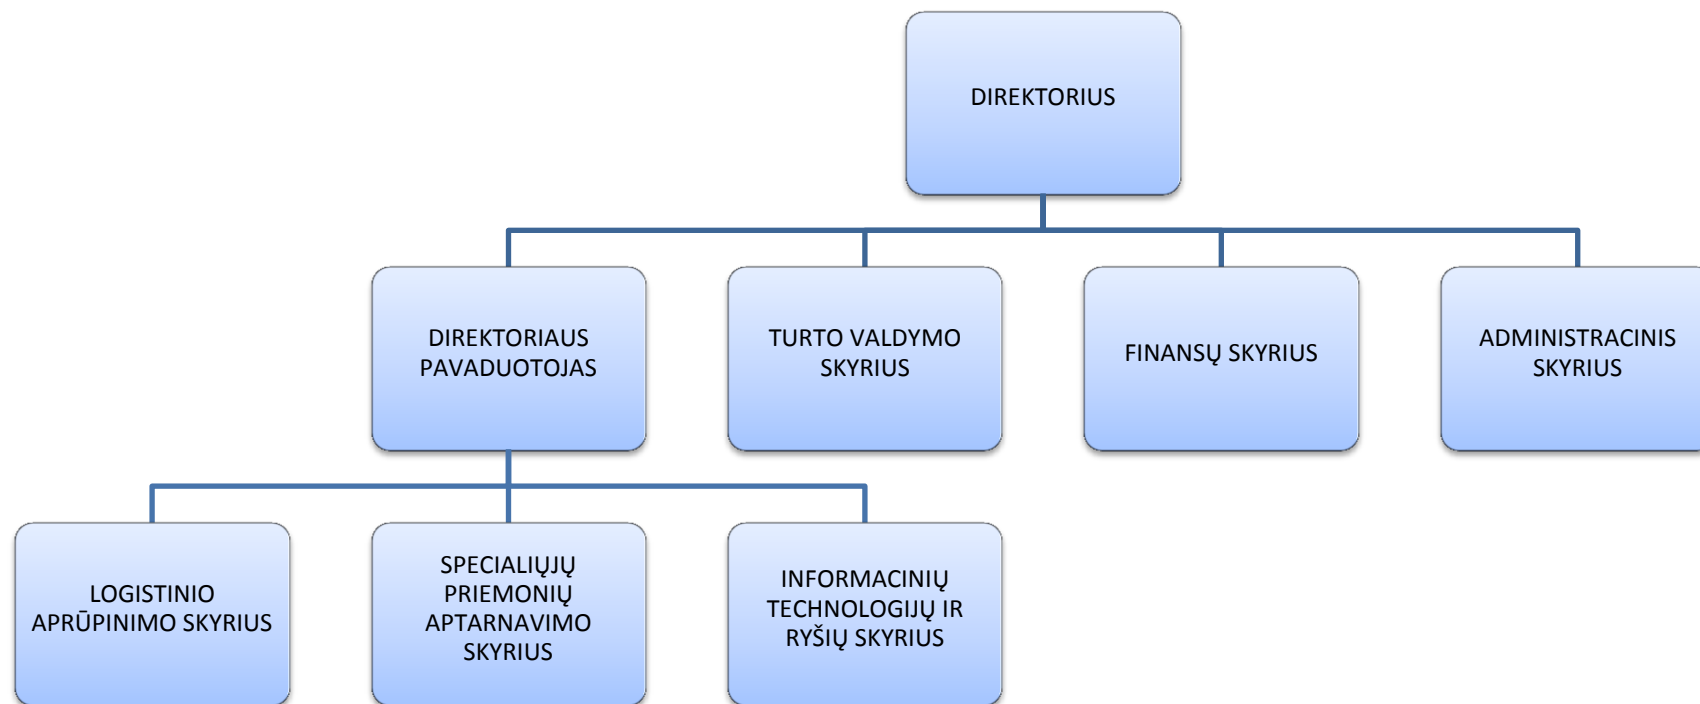 DIREKTORIUS
DIREKTORIAUS
PAVADUOTOJAS
TURTO VALDYMO
SKYRIUS
FINANSŲ SKYRIUS
ADMINISTRACINIS
SKYRIUS
LOGISTINIO
APRŪPINIMO SKYRIUS
SPECIALIŲJŲ
PRIEMONIŲ
APTARNAVIMO
SKYRIUS
INFORMACINIŲ
TECHNOLOGIJŲ IR
RYŠIŲ SKYRIUS